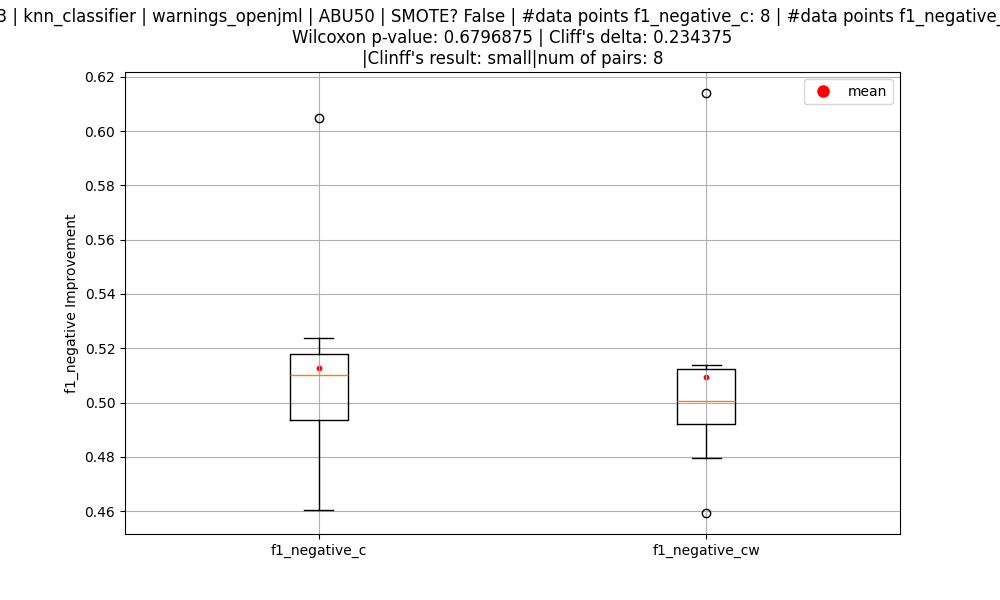 3 | knn_classifier | warnings_openjml | ABU50 | SMOTE? False | #data points f1_negative_c: 8 | #data points f1_negative_
Wilcoxon p-value: 0.6796875 | Cliff's delta: 0.234375
|Clinff's result: small|num of pairs: 8
mean
0.62
0.60
0.58
0.56
0.54
0.52
0.50
0.48
0.46
f1_negative Improvement
f1_negative_c f1_negative_cw